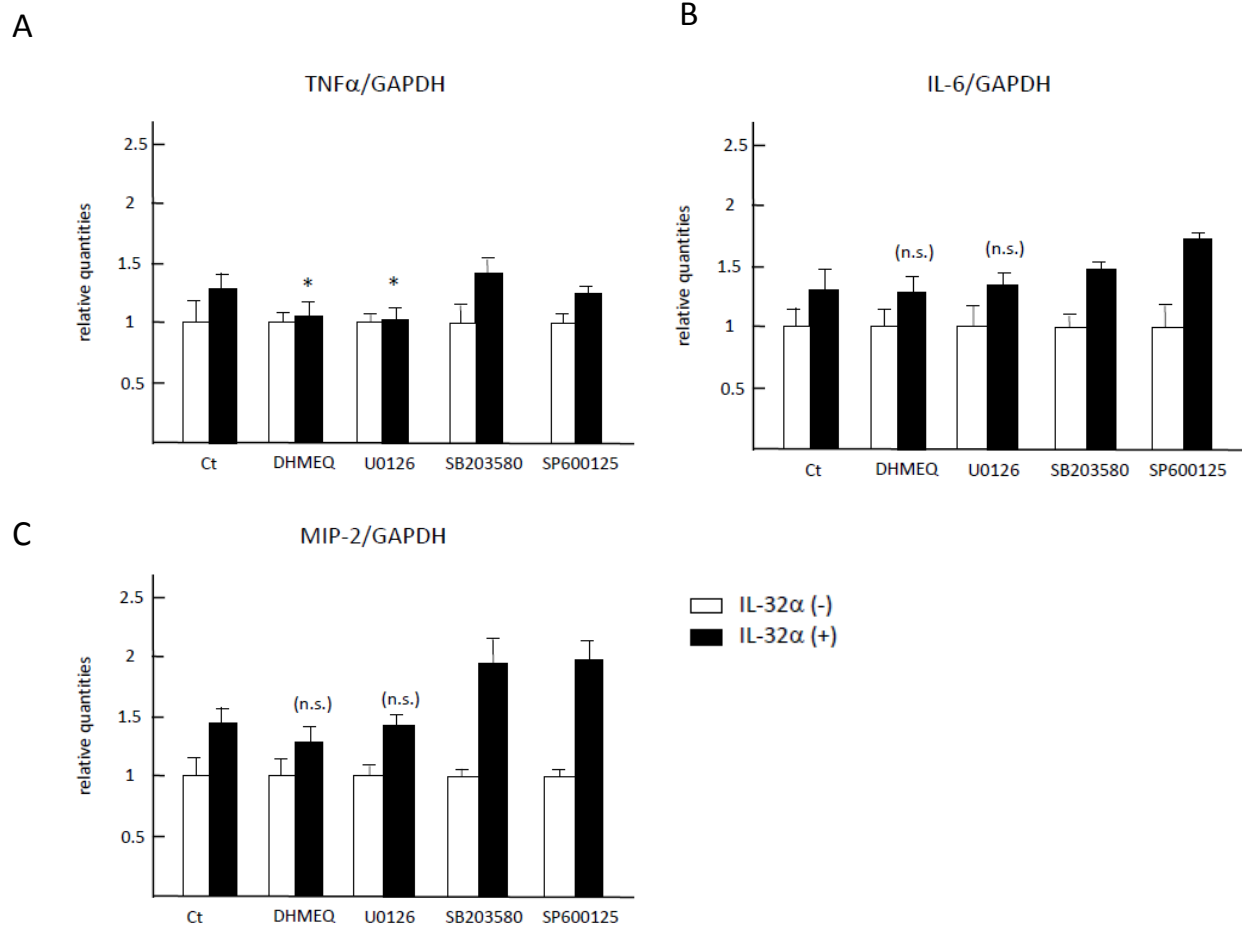 A
TNFα/GAPDH
relative quantities
2.5
2
1.5
1
0.5
*
*
Ct
DHMEQ
U0126
SB203580
SP600125
B
IL-6/GAPDH
relative quantities
2.5
2
1.5
1
0.5
(n.s.)
(n.s.)
Ct
DHMEQ
U0126
SB203580
SP600125
C
MIP-2/GAPDH
relative quantities
2.5
2
1.5
1
0.5
(n.s.)
(n.s.)
Ct
DHMEQ
U0126
SB203580
SP600125
IL-32α (-)
IL-32α (+)